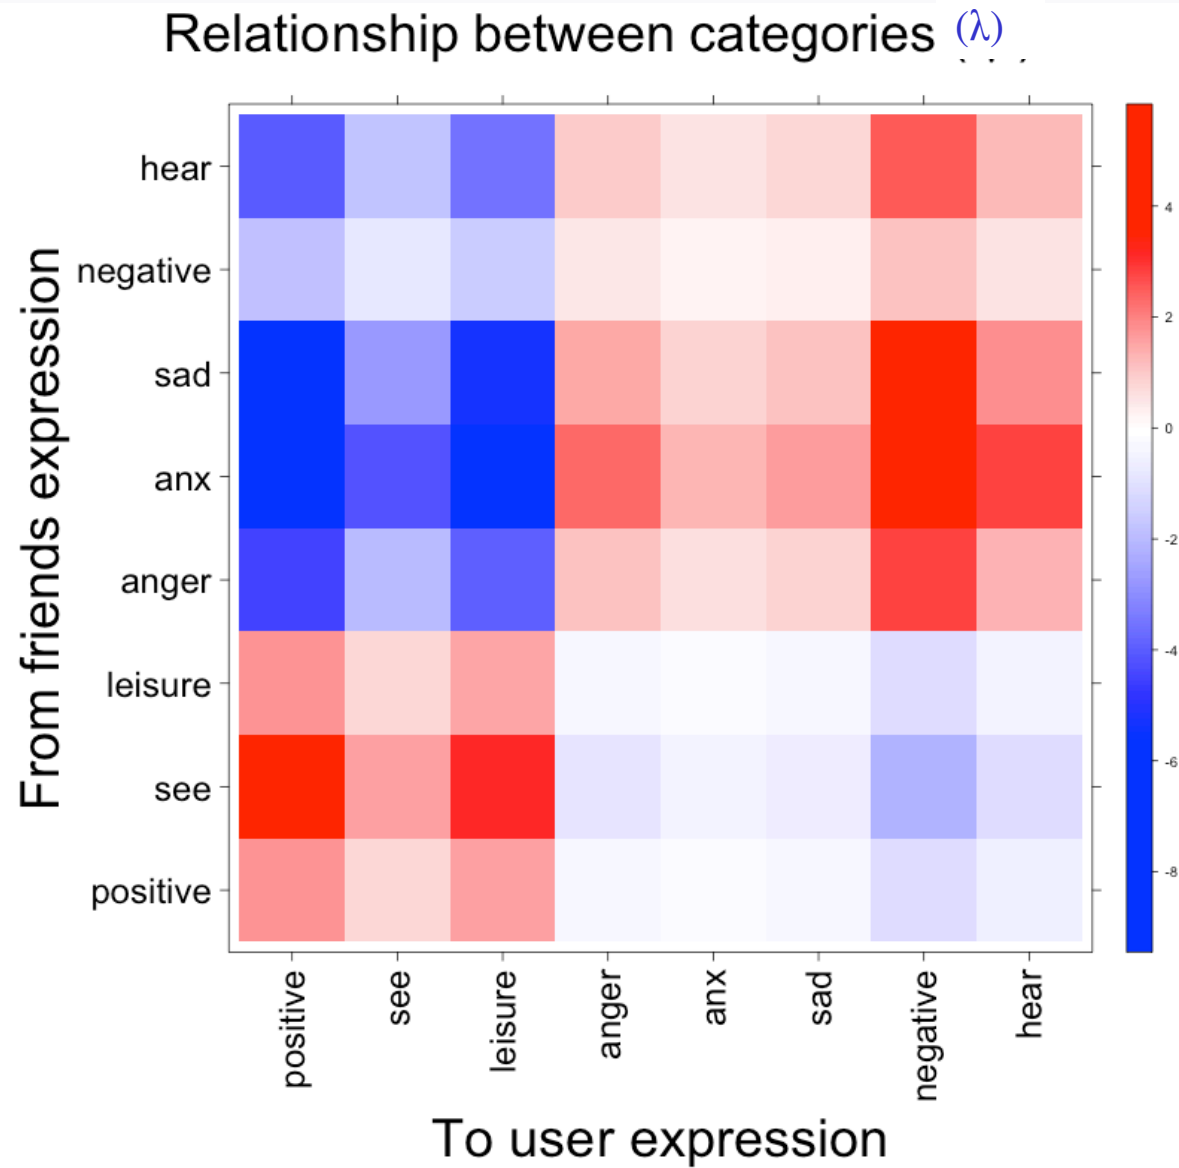 Relationship between categories (λ)
From friends expression
hear
negative
sad
anx
anger
leisure
see
positive
positive
see
leisure
anger
anx
sad
negative
hear
To user expression
4
2
0
-2
-4
-6
-8